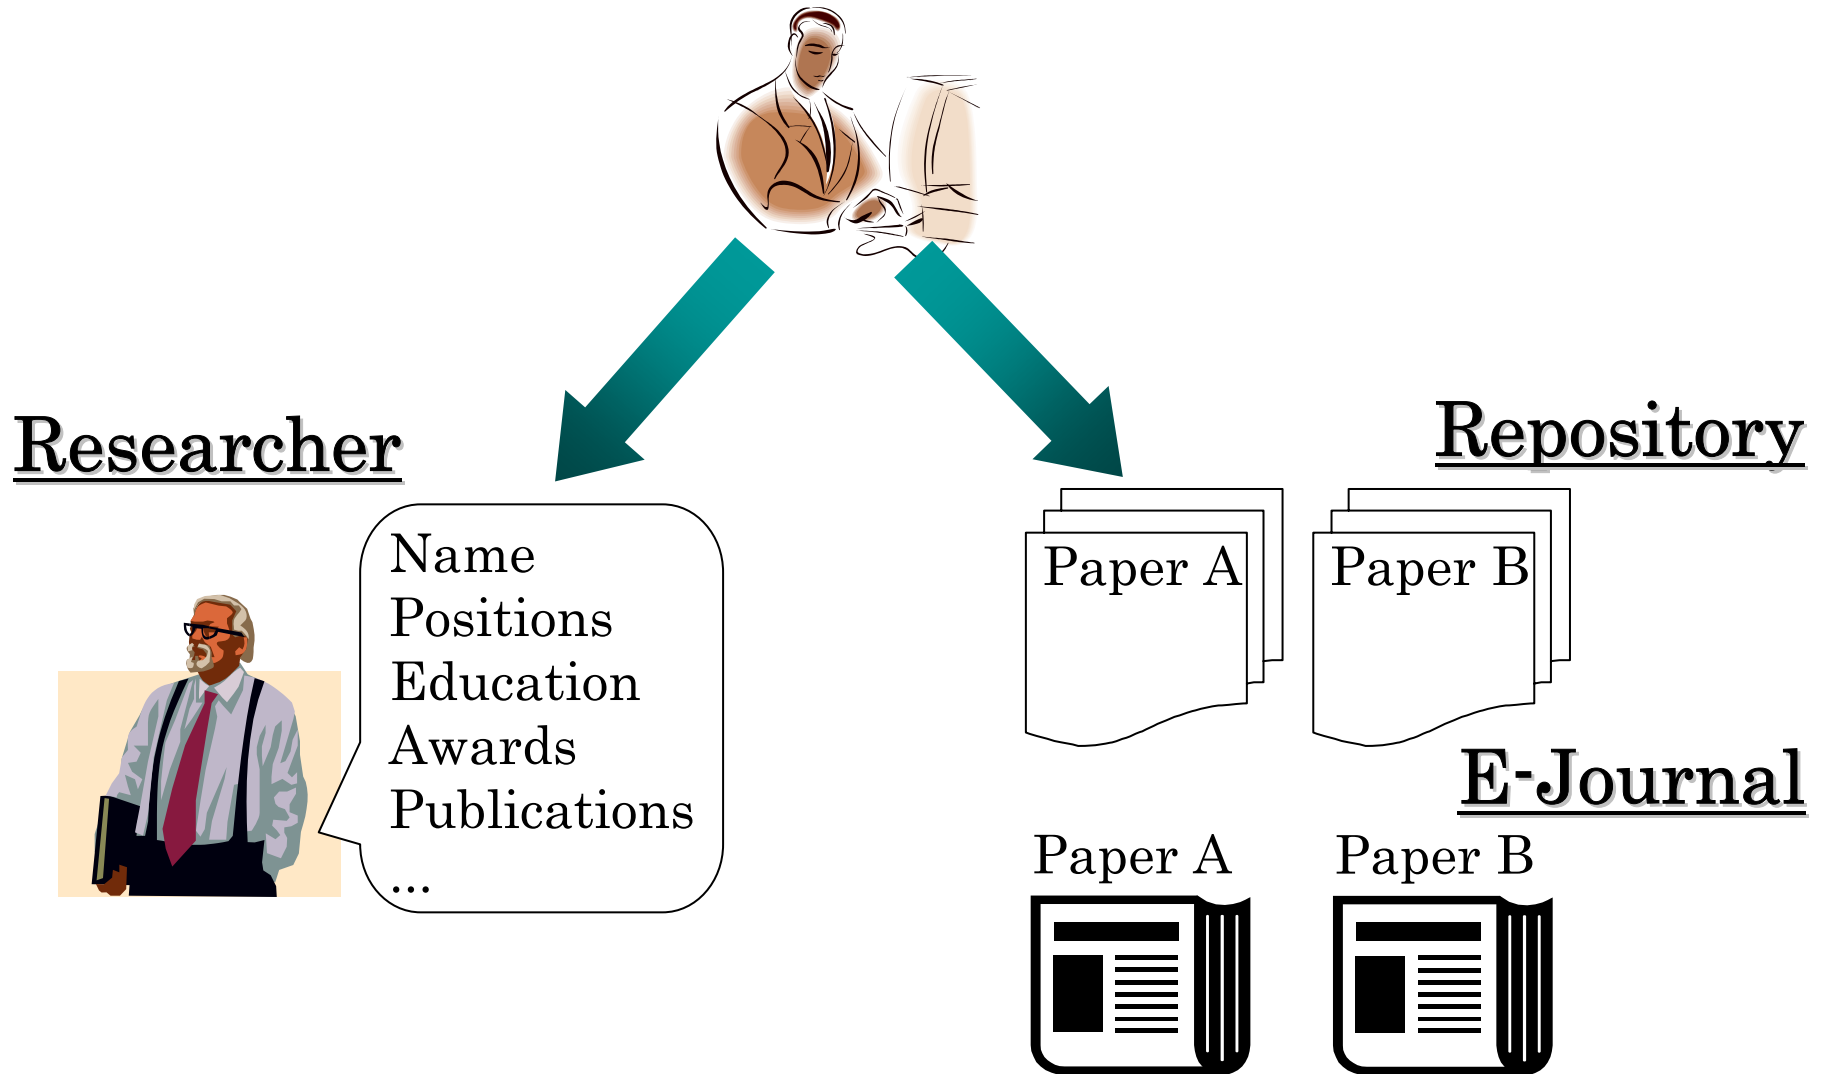 Researcher
Name
Positions
Education
Awards
Publications
...
Repository
Paper A
Paper B
E-Journal
Paper A
Paper B